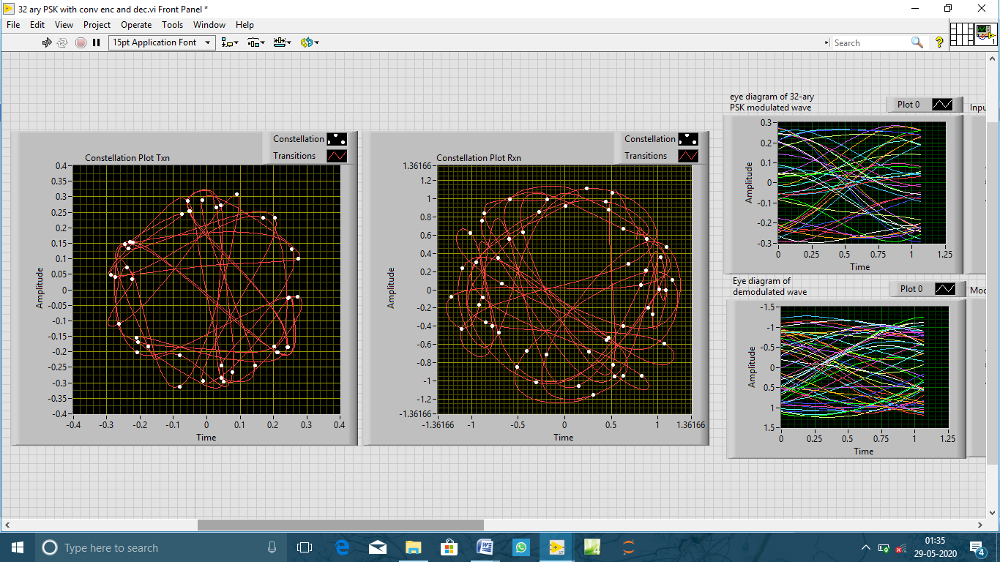 32 ary PSK with conv enc and dec.vi Front Panel *
File Edit View Project Operate Tools Window Help
15pt Application Font
Search
1
Constellation
Transitions
Constellation Plot Txn
0.4
0.35
0.3
0.25
0.2
0.15
0.1
0.05
0
-0.05
-0.1
-0.15
-0.2
-0.25
-0.3
-0.35
-0.4
Amplitude
-0.4 -0.3 -0.2 -0.1 0 0.1 0.2 0.3 0.4
Time
Constellation
Transitions
Constellation Plot Rxn
1.36166
1.2
1
0.8
0.6
0.4
0.2
0
-0.2
-0.4
-0.6
-0.8
-1
-1.2
-1.36166
Amplitude
-1.36166 -1 -0.5 0 0.5 1 1.36166
Time
eye diagram of 32-ary
PSK modulated wave
Plot 0
Inpu
0.3
0.2
0.1
0
-0.1
-0.2
-0.3
Amplitude
0 0.25 0.5 0.75 1 1.25
Time
Eye diagram of
demodulated wave
Plot 0
Moc
-1.5
-1
-0.5
0
0.5
1
1.5
Amplitude
0 0.25 0.5 0.75 1 1.25
Time
Type here to search
01:35
29-05-2020
4